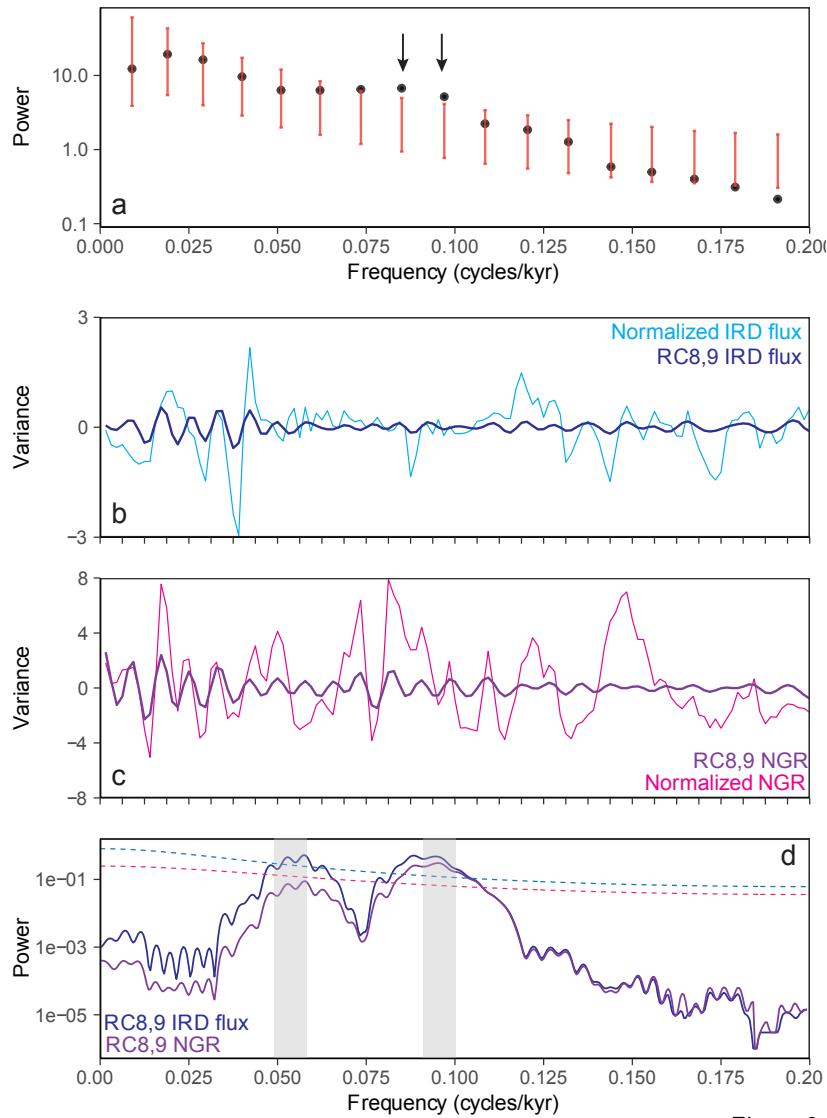 10.0
1.0
0.1
Power
a
0.000 0.025 0.050 0.075 0.100 0.125 0.150 0.175 0.200
Frequency (cycles/kyr)
3
0
−3
Variance
Normalized IRD flux
RC8,9 IRD flux
b
8
4
0
−4
−8
Variance
c
RC8,9 NGR
Normalized NGR
d
1e−01
1e−03
1e−05
Power
RC8,9 IRD flux
RC8,9 NGR
0.00 0.025 0.050 0.075 0.100 0.125 0.150 0.175 0.20
Frequency (cycles/kyr)